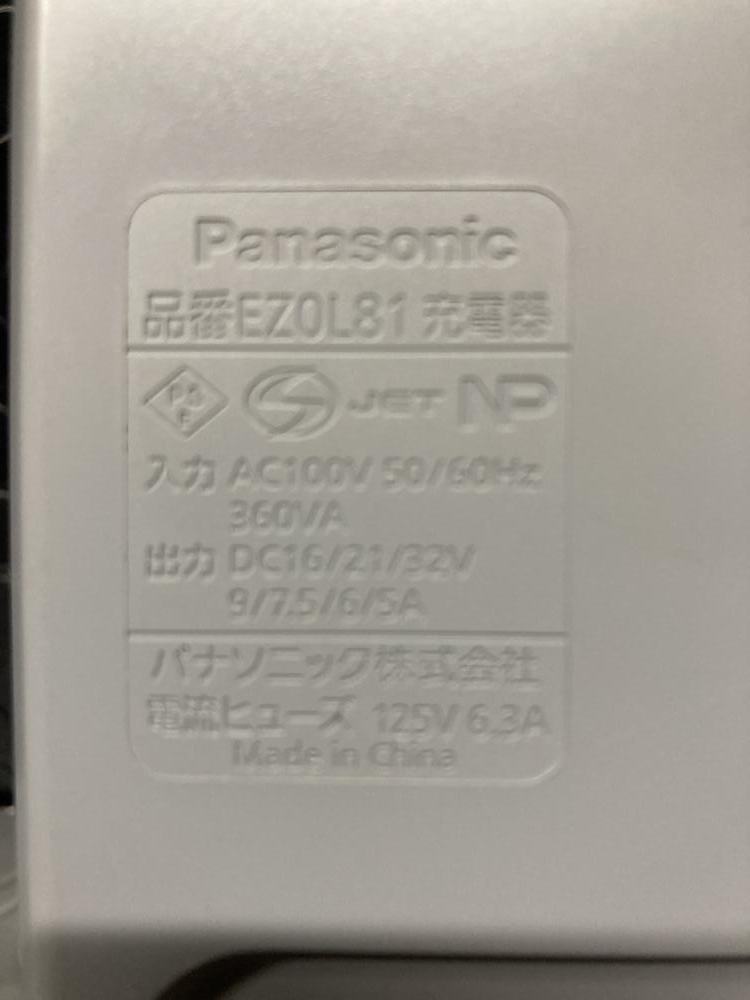 Panasonic
品番EZ0L81 充電器
PS
E
JET NP
入力 AC100V 50/60Hz
360VA
出力 DC16/21/32V
9/7.5/6/5A
パナソニック株式会社
電流ヒューズ 125V 6.3A
Made in China